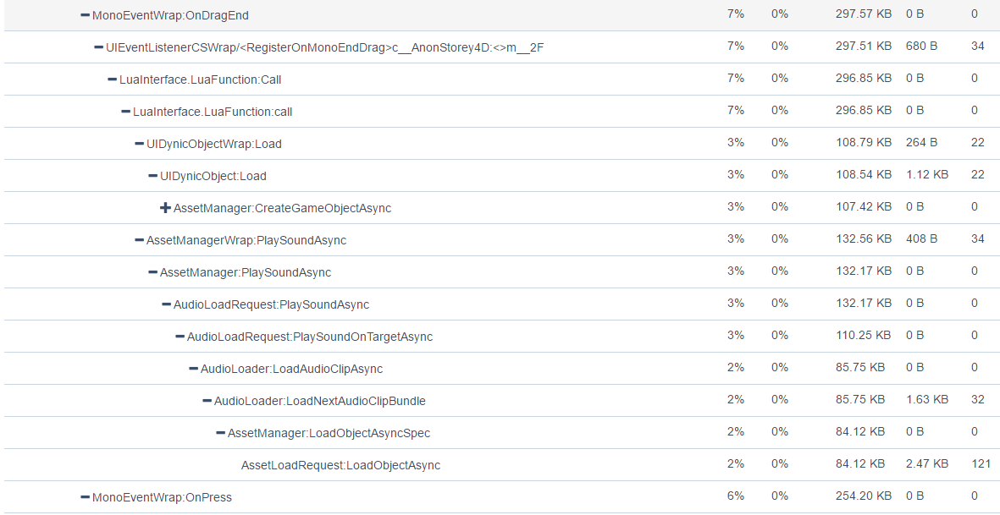 MonoEventWrap:OnDragEnd 7% 0% 297.57 KB 0 B 0
UIEventListenerCSWrap/<RegisterOnMonoEndDrag>c__AnonStorey4D:<>m__2F 7% 0% 297.51 KB 680 B 34
LuaInterface.LuaFunction:Call 7% 0% 296.85 KB 0 B 0
LuaInterface.LuaFunction:call 7% 0% 296.85 KB 0 B 0
UIDynicObjectWrap:Load 3% 0% 108.79 KB 264 B 22
UIDynicObject:Load 3% 0% 108.54 KB 1.12 KB 22
AssetManager:CreateGameObjectAsync 3% 0% 107.42 KB 0 B 0
AssetManagerWrap:PlaySoundAsync 3% 0% 132.56 KB 408 B 34
AssetManager:PlaySoundAsync 3% 0% 132.17 KB 0 B 0
AudioLoadRequest:PlaySoundAsync 3% 0% 132.17 KB 0 B 0
AudioLoadRequest:PlaySoundOnTargetAsync 3% 0% 110.25 KB 0 B 0
AudioLoader:LoadAudioClipAsync 2% 0% 85.75 KB 0 B 0
AudioLoader:LoadNextAudioClipBundle 2% 0% 85.75 KB 1.63 KB 32
AssetManager:LoadObjectAsyncSpec 2% 0% 84.12 KB 0 B 0
AssetLoadRequest:LoadObjectAsync 2% 0% 84.12 KB 2.47 KB 121
MonoEventWrap:OnPress 6% 0% 254.20 KB 0 B 0